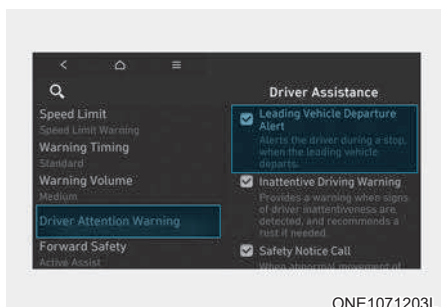 Driver Assistance
Speed Limit
Speed Limit Warning
Warning Timing
Standard
Warning Volume
Medium
Driver Attention Warning
Forward Safety
Active Assist
Leading Vehicle Departure
Alert
Alerts the driver during a stop,
when the leading vehicle
departs.
Inattentive Driving Warning
Provides a warning when signs
of driver inattentiveness are
detected, and recommends a
rust if needed.
Safety Notice Call
When abnormal movement of
ONE1071203L